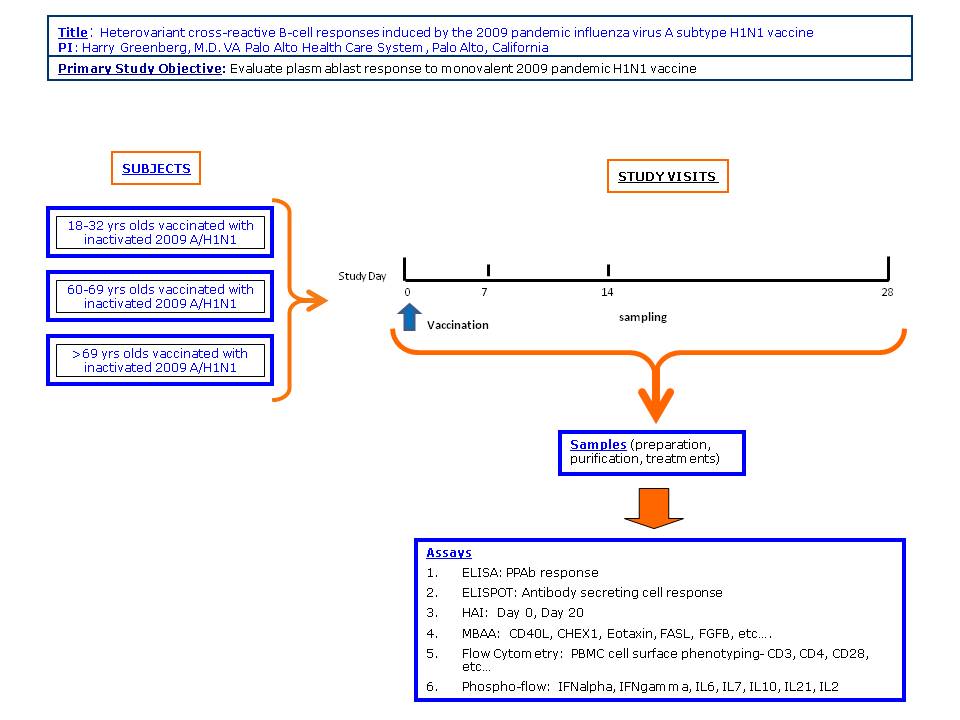 Title: Heterovariant cross-reactive B-cell responses induced by the 2009 pandemic influenza virus A subtype H1N1 vaccine
PI: Harry Greenberg, M.D. VA Palo Alto Health Care System, Palo Alto, California
Primary Study Objective: Evaluate plasmablast response to monovalent 2009 pandemic H1N1 vaccine
SUBJECTS
18-32 yrs olds vaccinated with
inactivated 2009 A/H1N1
60-69 yrs olds vaccinated with
inactivated 2009 A/H1N1
>69 yrs olds vaccinated with
inactivated 2009 A/H1N1
STUDY VISITS
Study Day
0 7 14 28
Vaccination
sampling
Samples (preparation,
purification, treatments)
Assays
1. ELISA: PPAb response
2. ELISPOT: Antibody secreting cell response
3. HAI: Day 0, Day 20
4. MBAA: CD40L, CHEX1, Eotaxin, FASL, FGFB, etc....
5. Flow Cytometry: PBMC cell surface phenotyping- CD3, CD4, CD28,
etc...
6. Phospho-flow: IFNalpha, IFNgamma, IL6, IL7, IL10, IL21, IL2